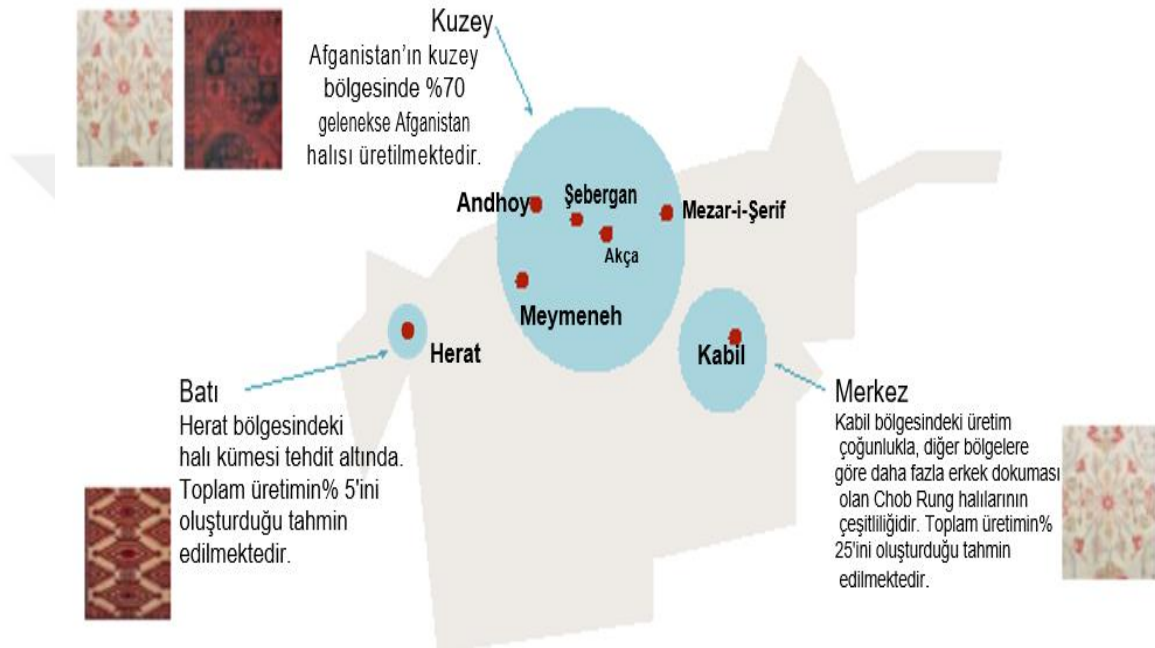 Kuzey
Afganistan'ın kuzey
bölgesinde %70
gelenekse Afganistan
halısı üretilmektedir.
Andhoy
Şebergan
Mezar-i-Şerif
Akça
Meymeneh
Herat
Kabil
Batı
Herat bölgesindeki
halı kümesi tehdit altında.
Toplam üretimin% 5'ini
oluşturduğu tahmin
edilmektedir.
Merkez
Kabil bölgesindeki üretim
çoğunlukla, diğer bölgelere
göre daha fazla erkek dokuması
olan Chob Rung halılarının
çeşitliliğidir. Toplam üretimin%
25'ini oluşturduğu tahmin
edilmektedir.